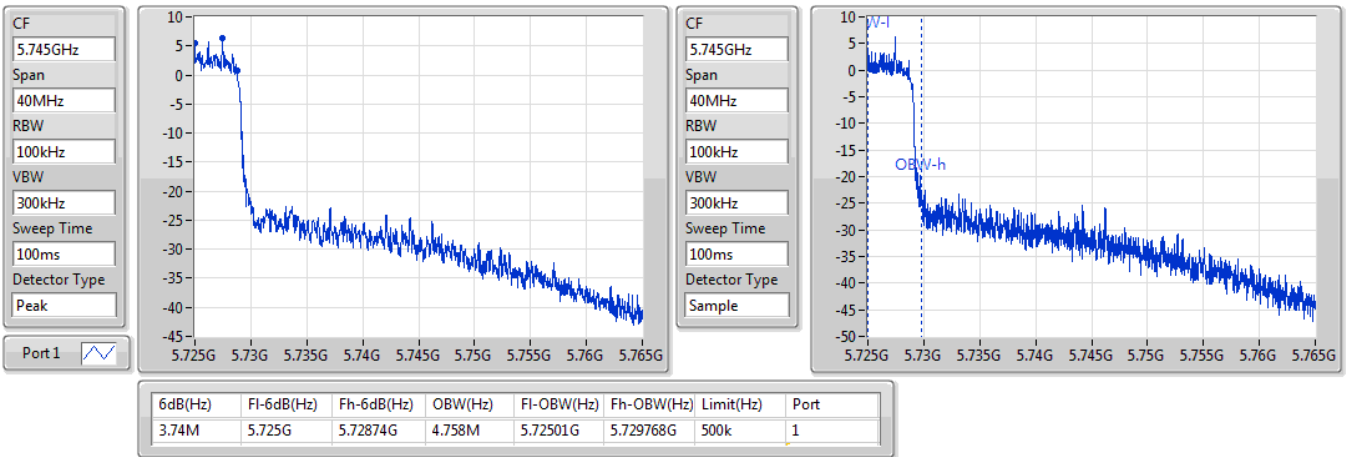 CF
5.745GHz
Span
40MHz
RBW
100kHz
VBW
300kHz
Sweep Time
100ms
Detector Type
Peak
Port 1
10
5
0
-5
-10
-15
-20
-25
-30
-35
-40
-45
5.725G 5.73G 5.735G 5.74G 5.745G 5.75G 5.755G 5.76G 5.765G
CF
5.745GHz
Span
40MHz
RBW
100kHz
VBW
300kHz
Sweep Time
100ms
Detector Type
Sample
10
5
0
-5
-10
-15
-20
-25
-30
-35
-40
-45
-50
W-l
OBW-h
5.725G 5.73G 5.735G 5.74G 5.745G 5.75G 5.755G 5.76G 5.765G
6dB(Hz) Fl-6dB(Hz) Fh-6dB(Hz) OBW(Hz) Fl-OBW(Hz) Fh-OBW(Hz) Limit(Hz) Port
3.74M 5.725G 5.72874G 4.758M 5.72501G 5.729768G 500k 1